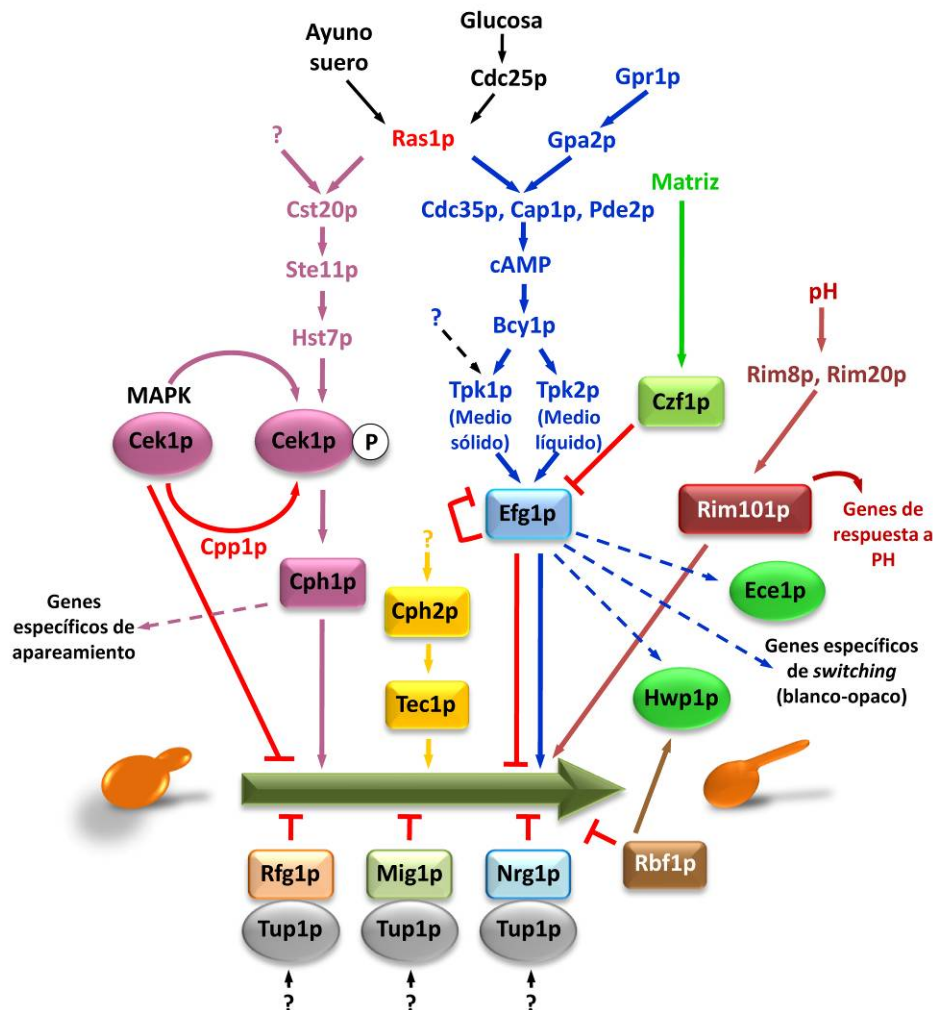 Ayuno
suero
Glucosa
Cdc25p
Gpr1p
?
Ras1p
Gpa2p
Matriz
Cst20p
Cdc35p, Cap1p, Pde2p
Ste11p
cAMP
pH
?
Bcy1p
Hst7p
Rim8p, Rim20p
MAPK
Tpk1p
(Medio
sólido)
Tpk2p
(Medio
líquido)
Czf1p
Cek1p
Cek1p
P
Efg1p
Rim101p
Genes de
respuesta a
PH
Cpp1p
?
Cph1p
Ece1p
Genes
específicos de
apareamiento
Cph2p
Genes específicos
de switching
(blanco-opaco)
Tec1p
Hwp1p
Rfg1p
Mig1p
Nrg1p
Rbf1p
Tup1p
Tup1p
Tup1p
?
?
?